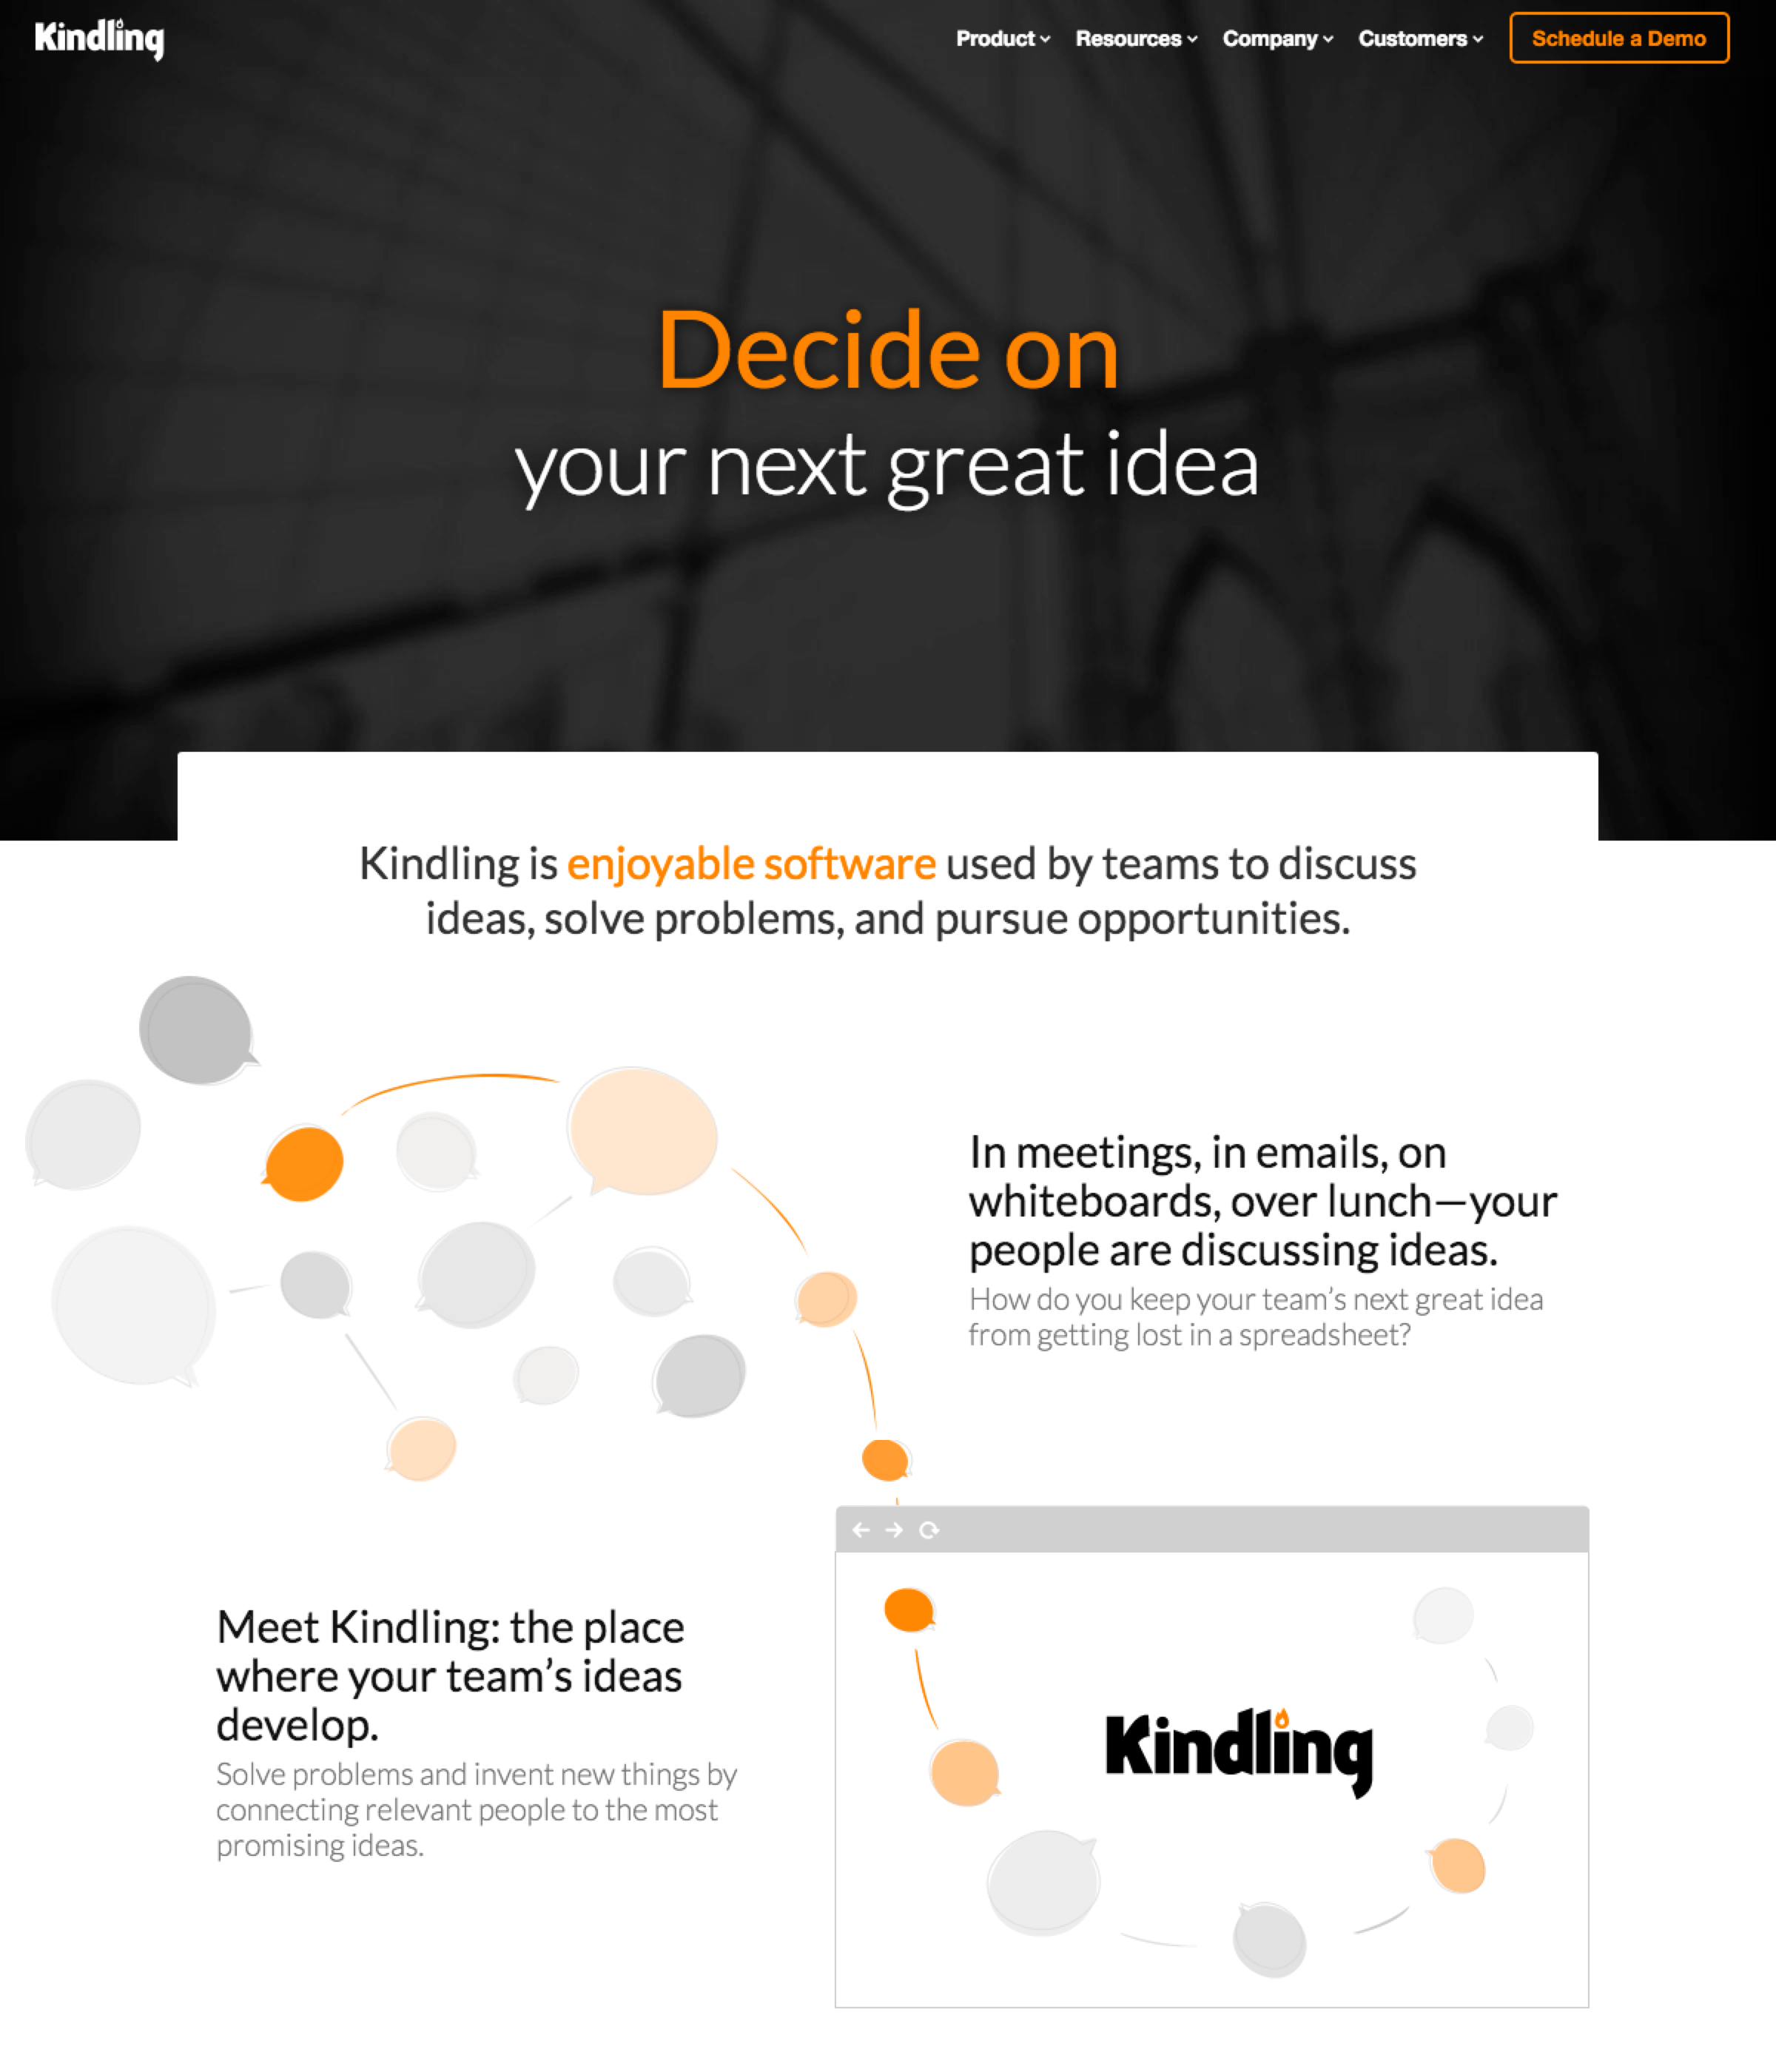 Kindling
Product
Resources
Company
Customers
Schedule a Demo
Decide on
your next great idea
Kindling is enjoyable software used by teams to discuss
ideas, solve problems, and pursue opportunities.
In meetings, in emails, on
whiteboards, over lunch—your
people are discussing ideas.
How do you keep your team’s next great idea
from getting lost in a spreadsheet?
Meet Kindling: the place
where your team’s ideas
develop.
Solve problems and invent new things by
connecting relevant people to the most
promising ideas.
Kindling